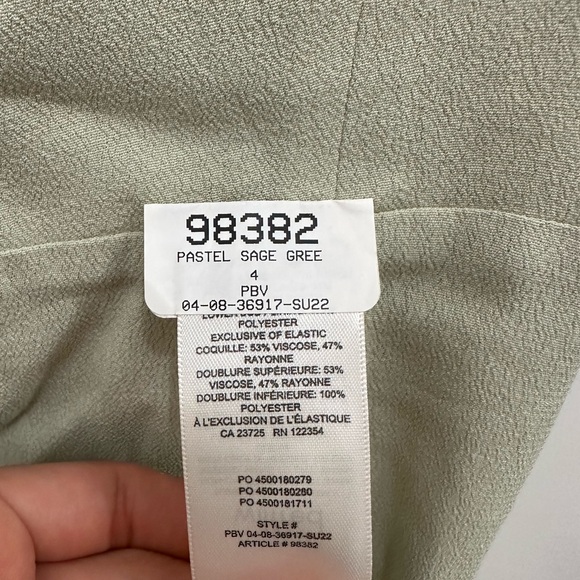 98382
PASTEL SAGE GREE
4
PBV
04-08-36917-SU22
POLYESTER
EXCLUSIVE OF ELASTIC
COQUILLE: 53% VISCOSE, 47%
RAYONNE
DOUBLURE SUPÉRIEURE: 53%
VISCOSE, 47% RAYONNE
DOUBLURE INFÉRIEURE: 100%
POLYESTER
À L'EXCLUSION DE L'ÉLASTIQUE
CA 23725 RN 122354
PO 4500180279
PO 4500180280
PO 4500181711
STYLE #
PBV 04-08-36917-SU22
ARTICLE # 98382